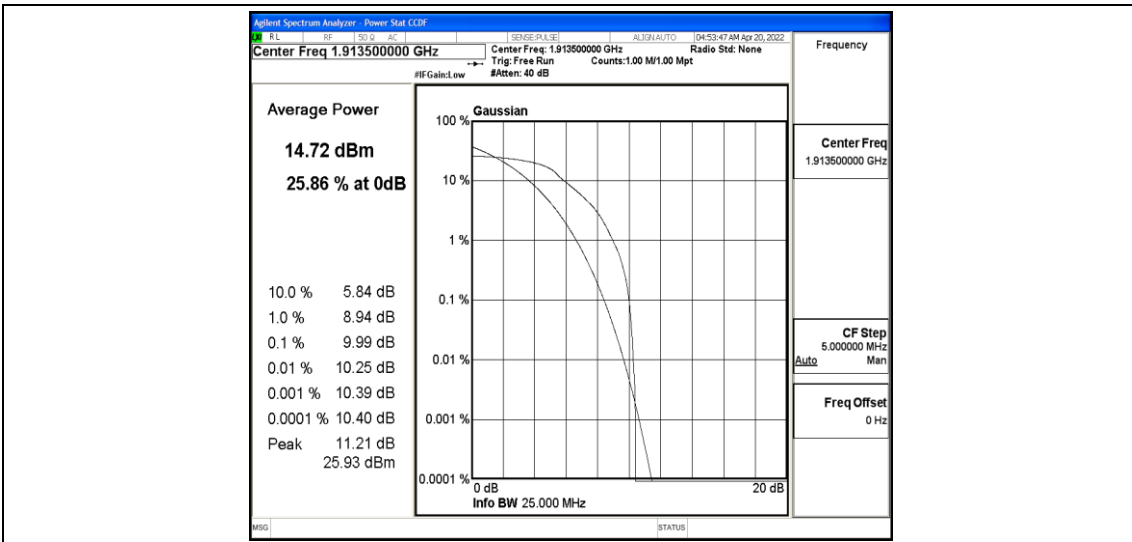 Agilent Spectrum Analyzer - Power Stat CCDF
LXI RL RF 50 Ω AC SENSE:PULSE ALIGNAUTO 04:53:47 AM Apr 20, 2022
Center Freq 1.913500000 GHz
Center Freq: 1.913500000 GHz Radio Std: None
Trig: Free Run Counts:1.00 M/1.00 Mpt
#IFGain:Low #Atten: 40 dB
Frequency
Average Power
14.72 dBm
25.86 % at 0dB
10.0 % 5.84 dB
1.0 % 8.94 dB
0.1 % 9.99 dB
0.01 % 10.25 dB
0.001 % 10.39 dB
0.0001 % 10.40 dB
Peak 11.21 dB
25.93 dBm
Gaussian
100 %
10 %
1 %
0.1 %
0.01 %
0.001 %
0.0001 %
0 dB 20 dB
Info BW 25.000 MHz
Center Freq
1.913500000 GHz
CF Step
5.000000 MHz
Auto Man
Freq Offset
0 Hz
MSG STATUS